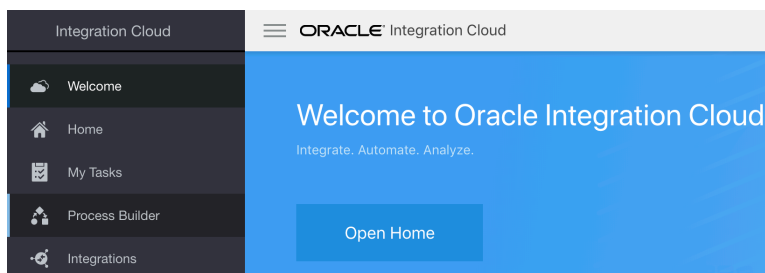 Integration Cloud
Welcome
Home
My Tasks
Process Builder
Integrations
ORACLE® Integration Cloud
Welcome to Oracle Integration Cloud
Integrate. Automate. Analyze.
Open Home